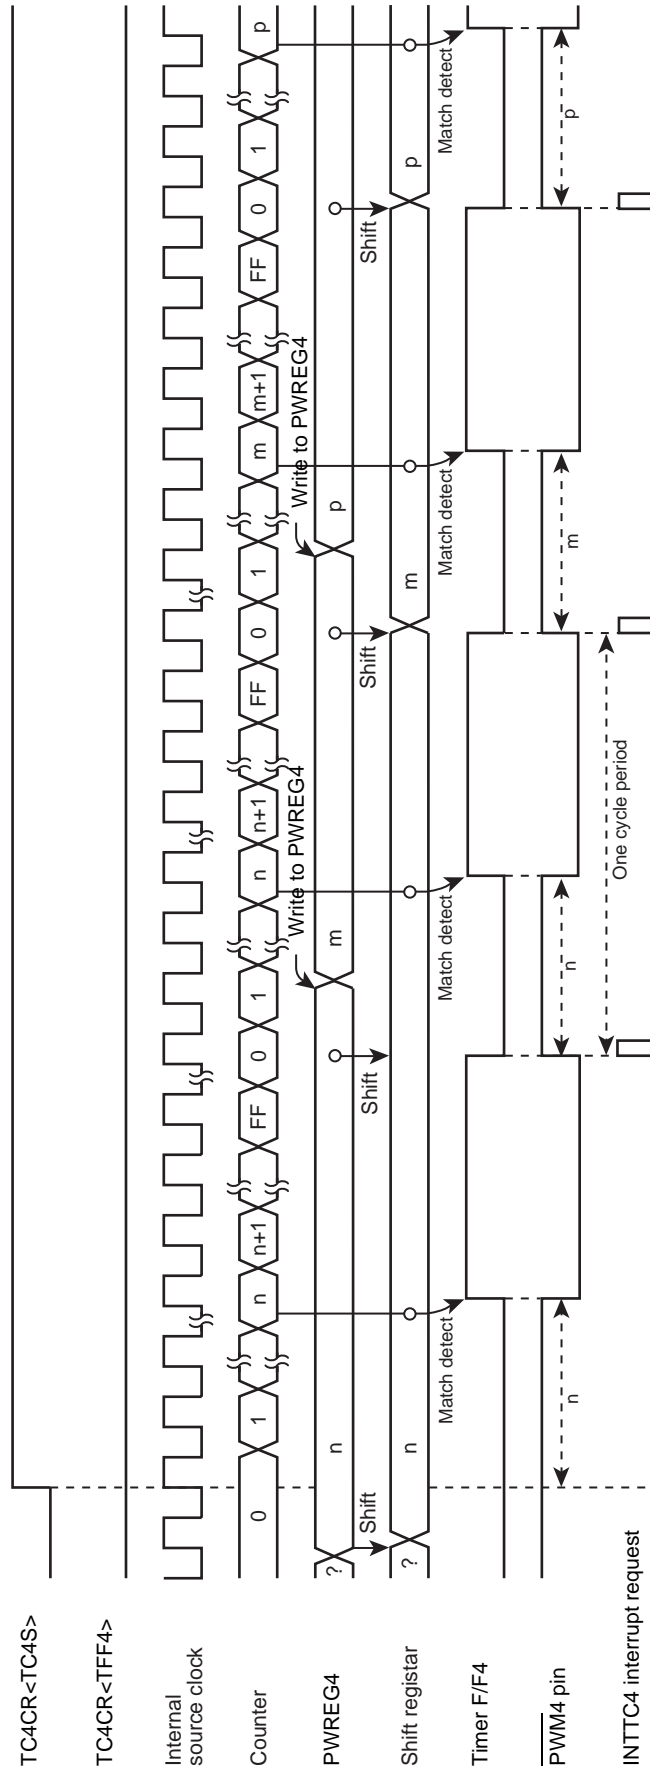 TC4CR<TC4S>
TC4CR<TFF4>
Internal
source clock
Counter
0
1
n
n+1
FF
0
1
n
n+1
FF
0
1
m
m+1
FF
0
1
p
Write to PWREG4
Write to PWREG4
PWREG4
?
n
m
p
Shift
Shift
Shift
Shift
Shift registar
?
n
m
p
Match detect
Match detect
Match detect
Match detect
Timer F/F4
PWM4 pin
n
n
m
p
One cycle period
INTTC4 interrupt request